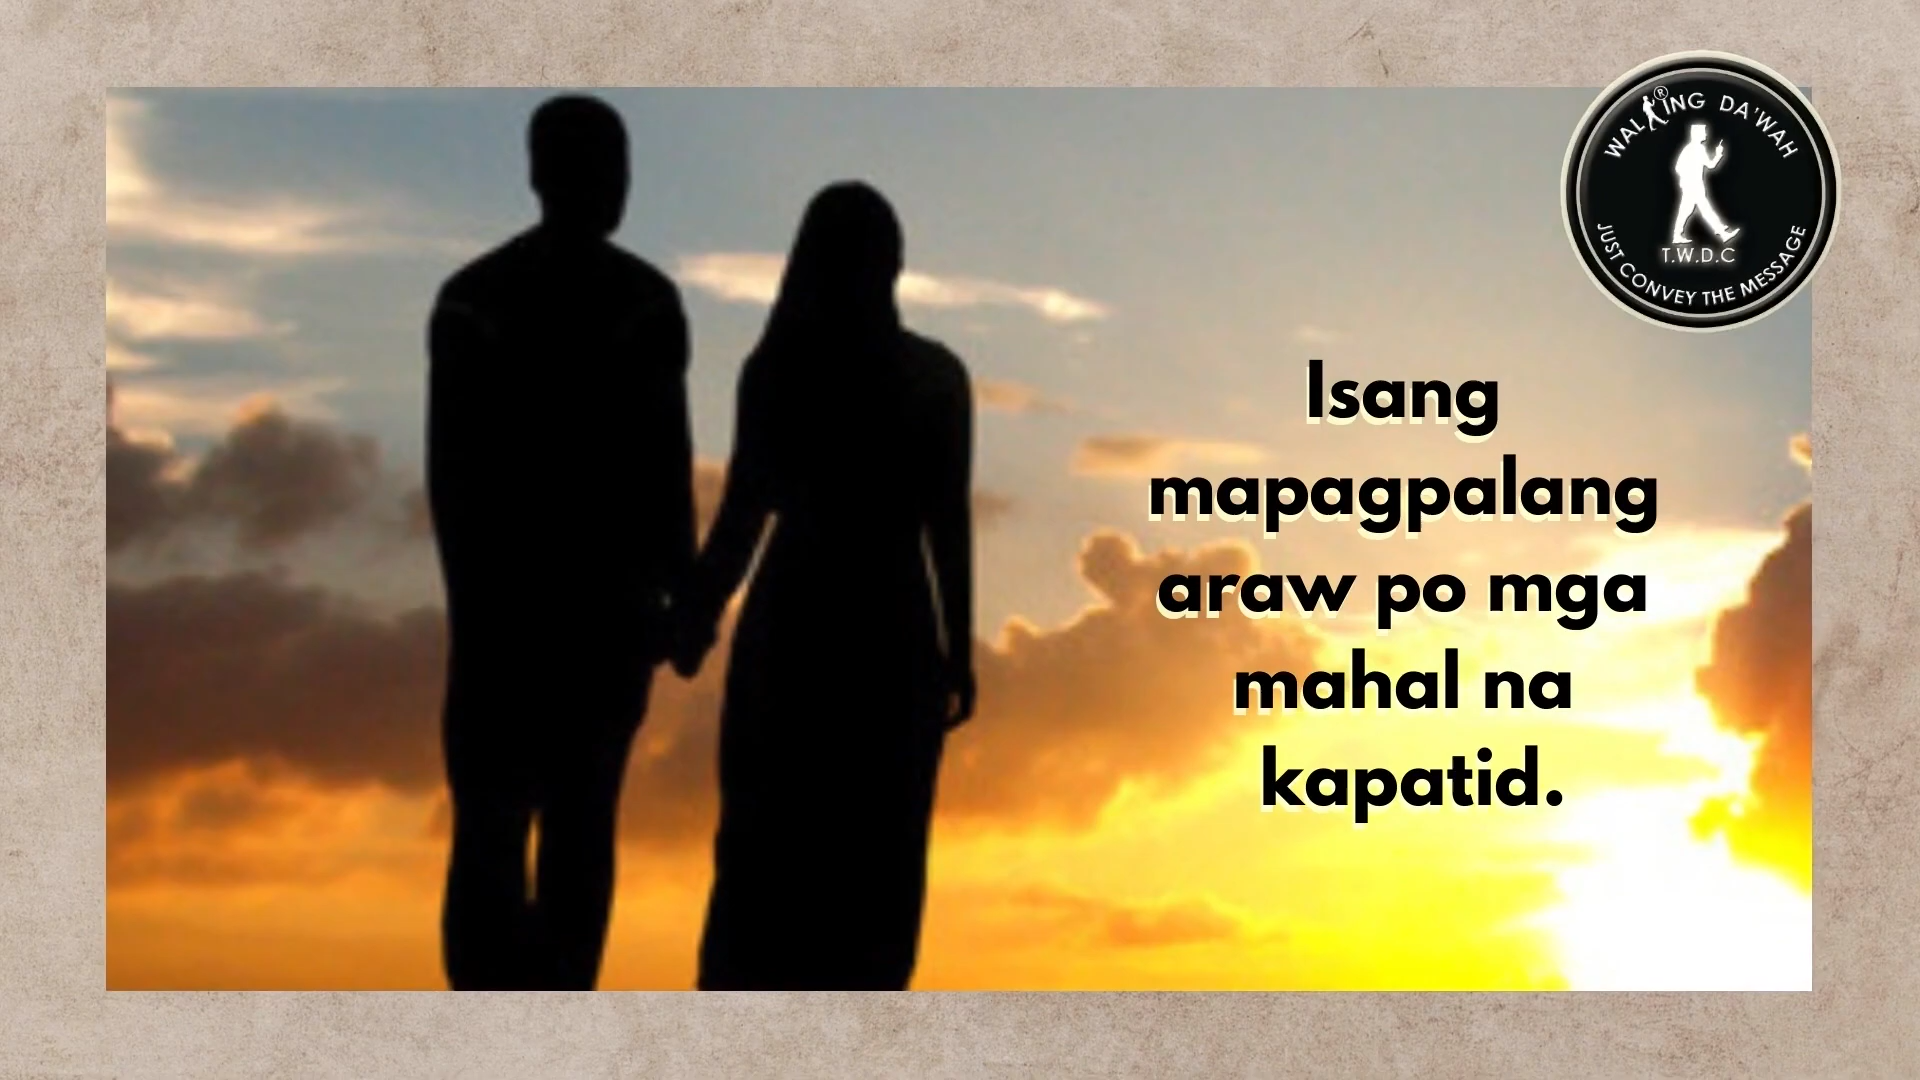 WALKING DA'WAH
T.W.D.C
JUST CONVEY THE MESSAGE
Isang
mapagpalang
araw po mga
mahal na
kapatid.